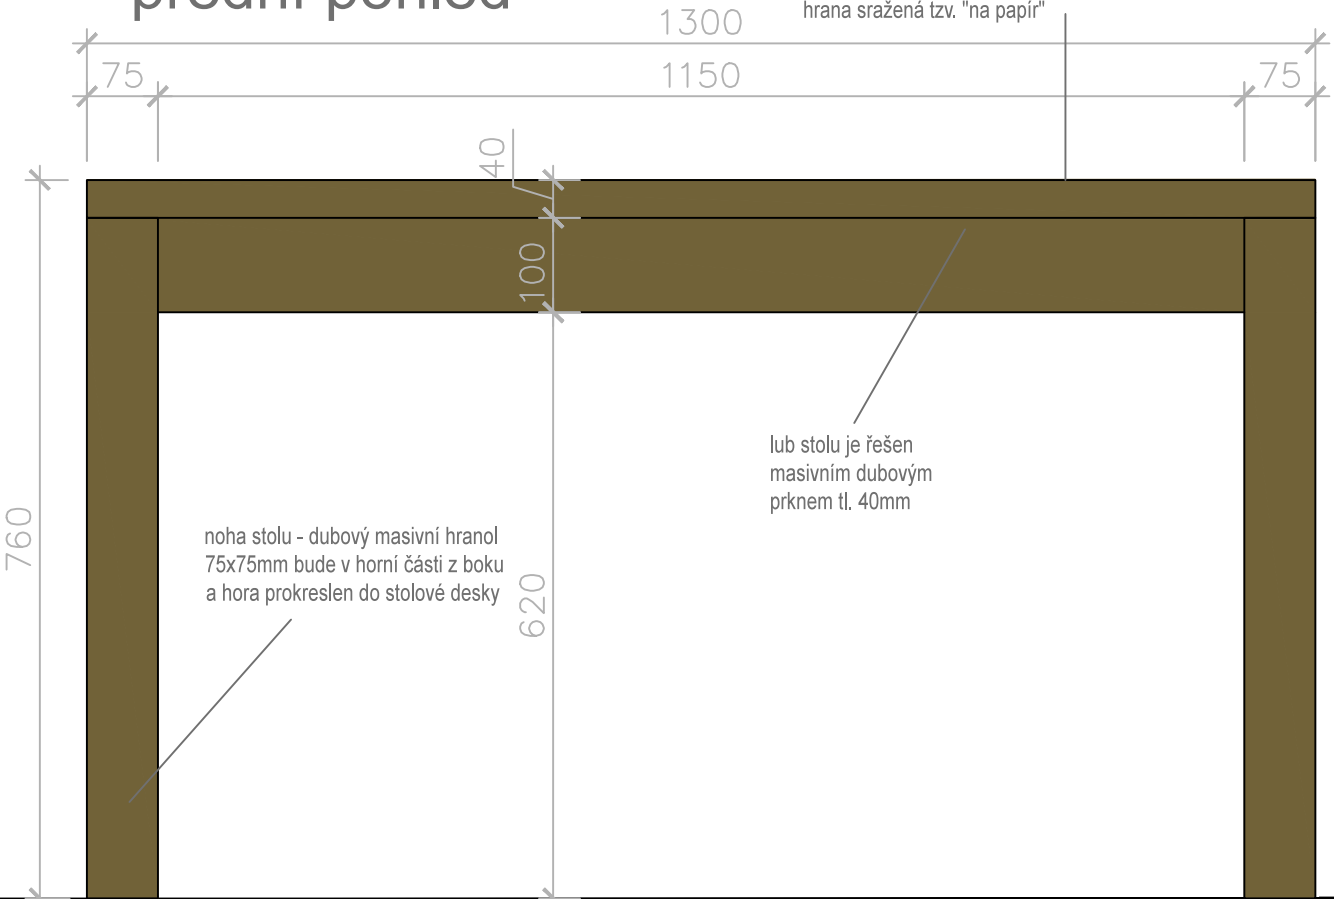 přední pohled
hrana sražená tzv. "na papír"
1300
75
1150
75
40
100
lub stolu je řešen
masivním dubovým
prknem tl. 40mm
760
noha stolu - dubový masivní hranol
75x75mm bude v horní části z boku
a hora prokreslen do stolové desky
620